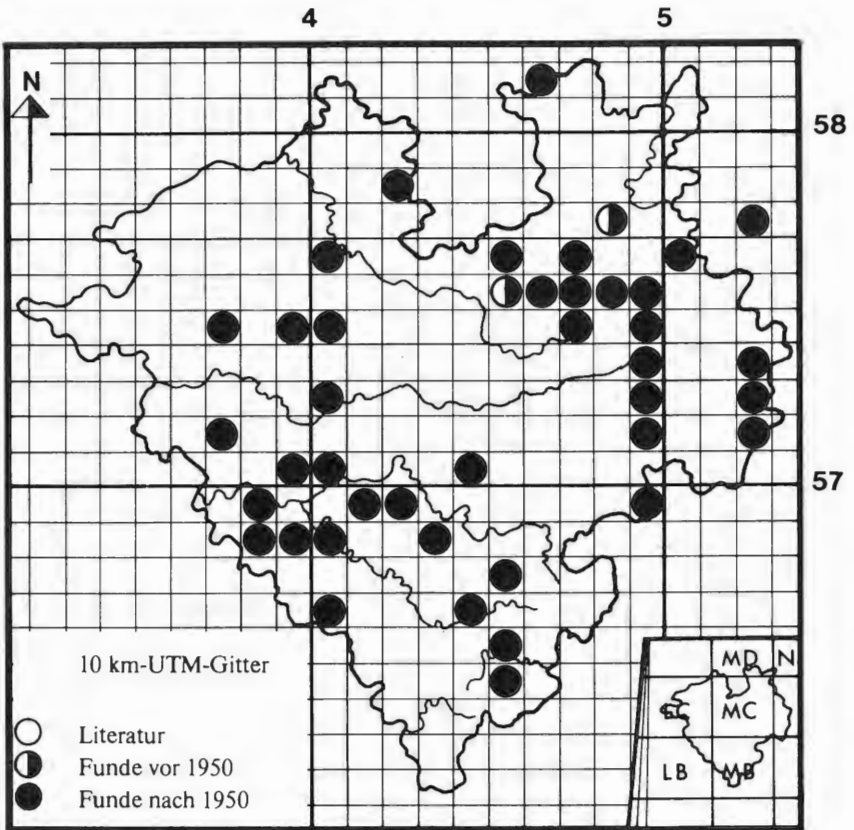 4 5
N
58
57
10 km-UTM-Gitter
Literatur
Funde vor 1950
Funde nach 1950
MD N
MC
LB MB